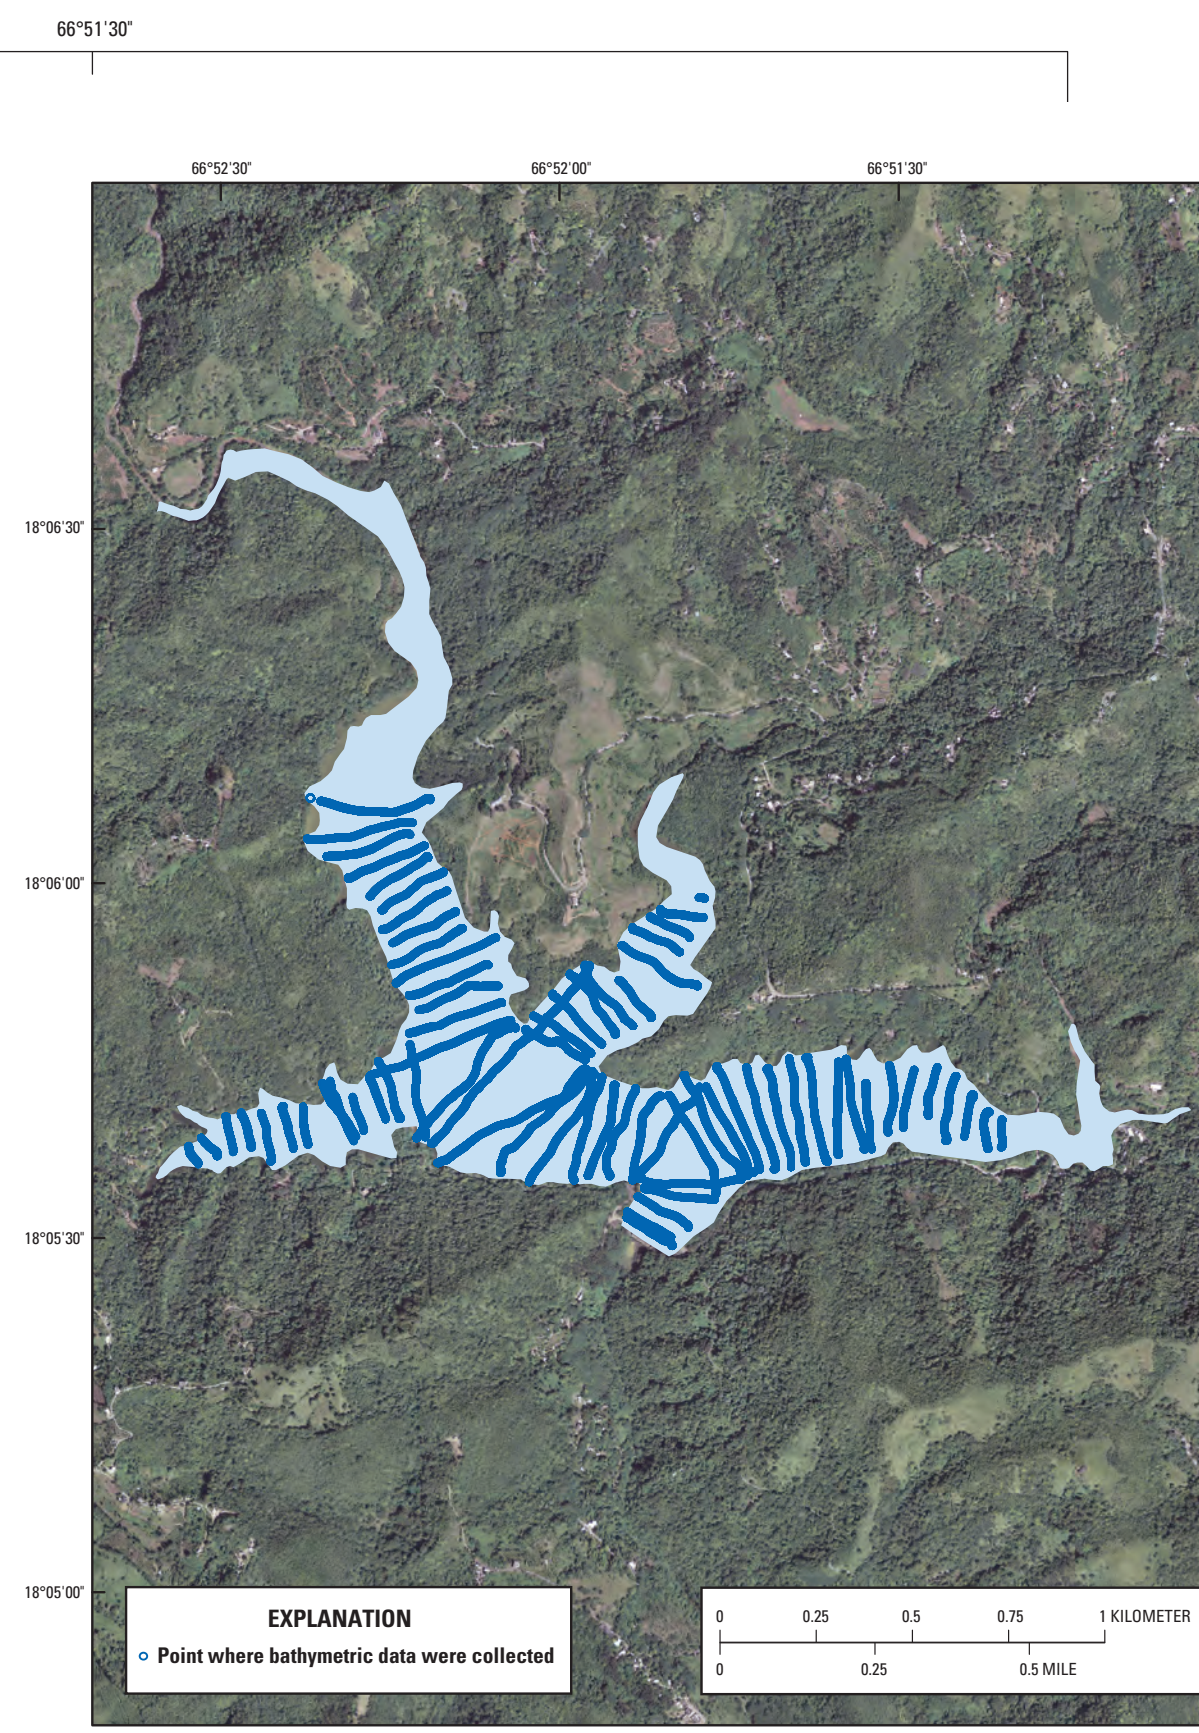 66°51'30"
66°52'30" 66°52'00" 66°51'30"
18°06'30"
18°06'00"
18°05'30"
18°05'00"
EXPLANATION
Point where bathymetric data were collected
0 0.25 0.5 0.75 1 KILOMETER
0 0.25 0.5 MILE